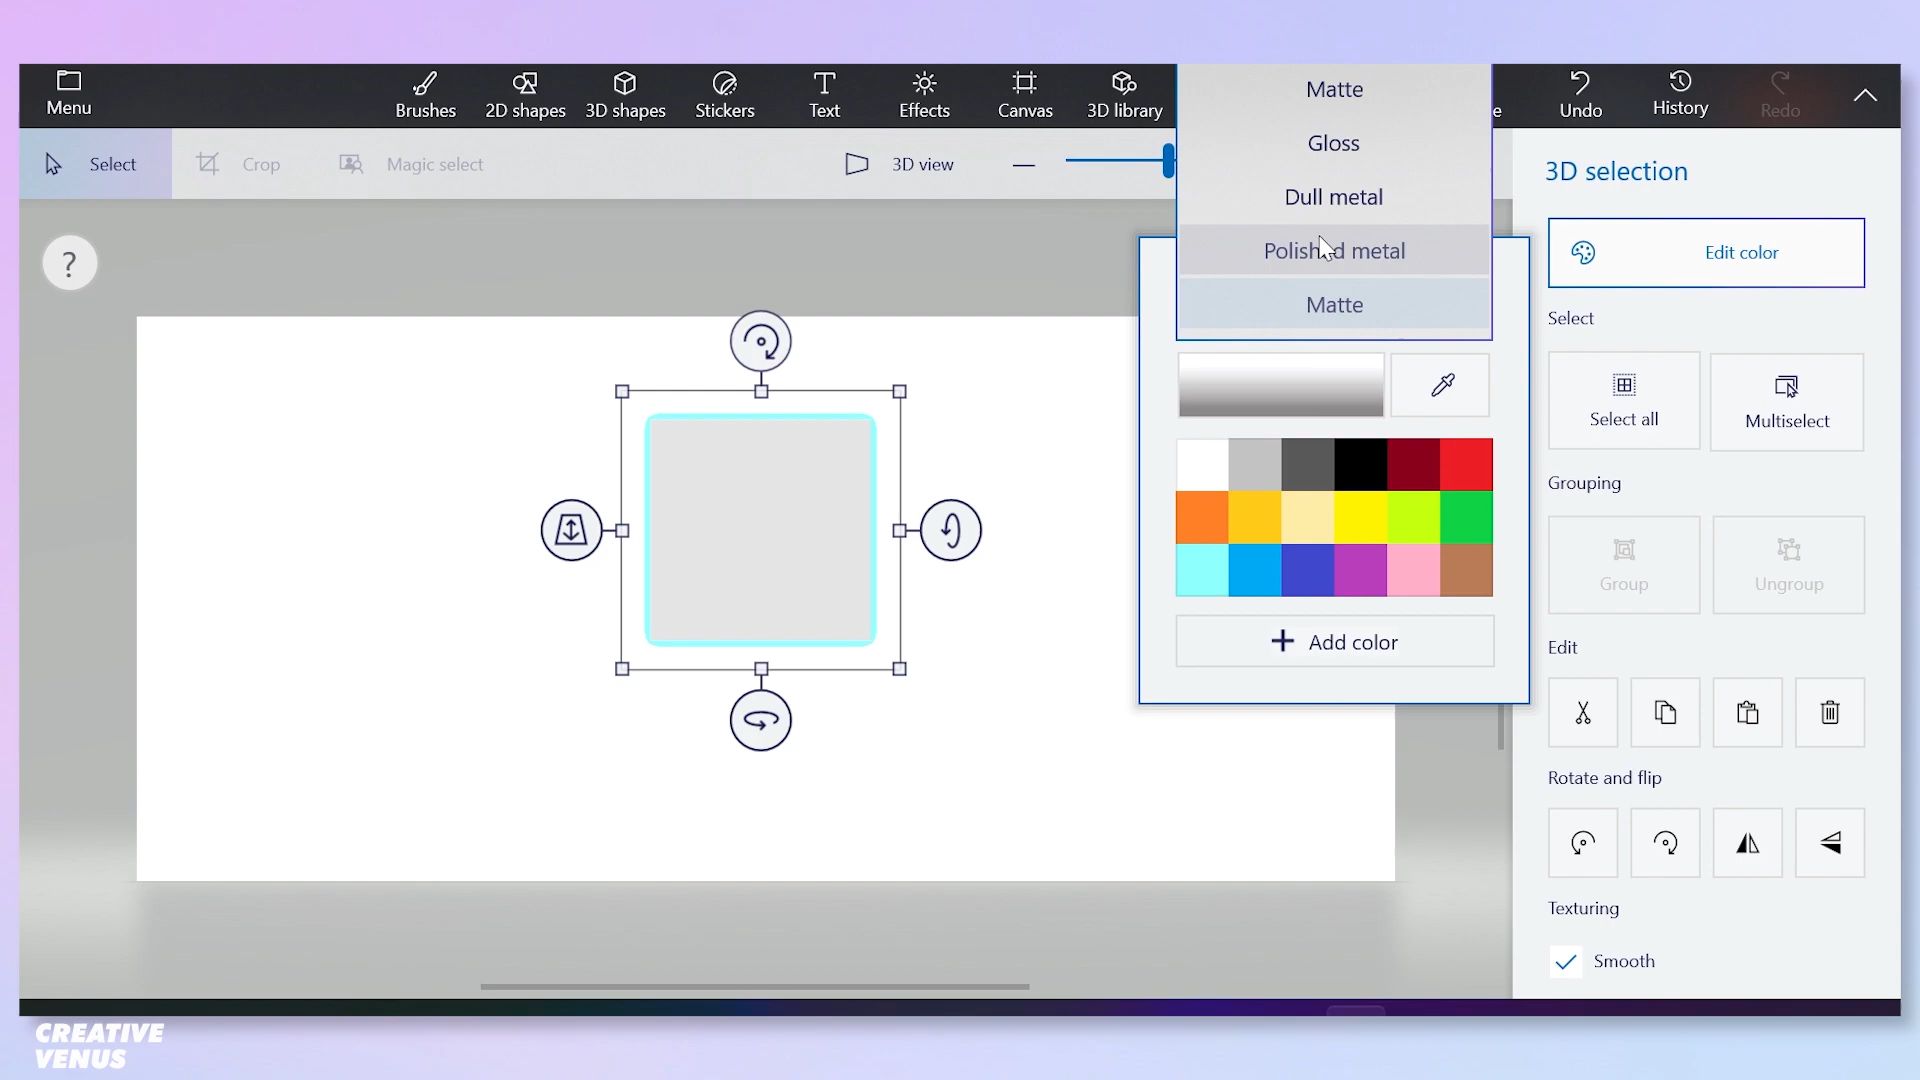 Menu
Brushes
2D shapes
3D shapes
Stickers
Text
Effects
Canvas
3D library
e
Undo
History
Redo
Select
Crop
Magic select
3D view
Matte
Gloss
Dull metal
Polished metal
Matte
?
Add color
3D selection
Edit color
Select
Select all
Multiselect
Grouping
Group
Ungroup
Edit
Rotate and flip
Texturing
Smooth
CREATIVE
VENUS